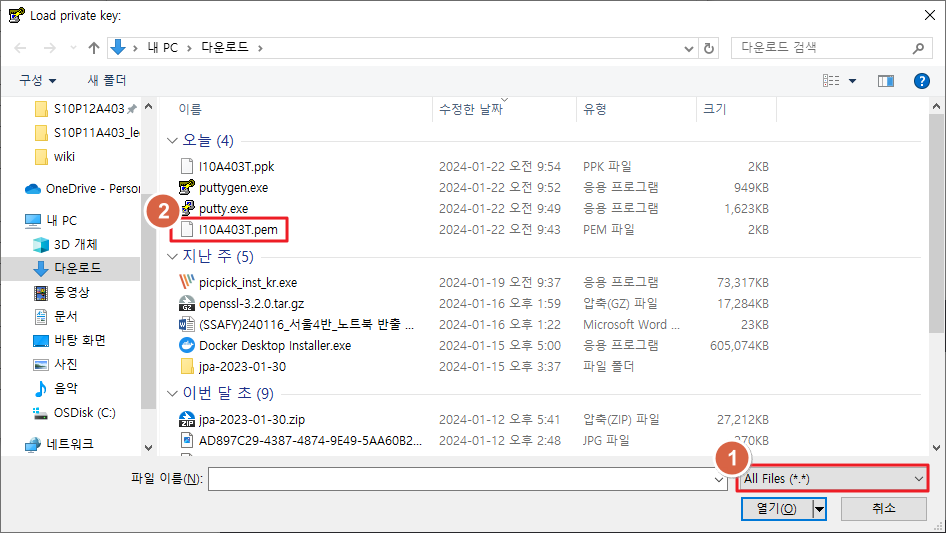 Load private key:
내 PC 다운로드
다운로드 검색
구성 새 폴더
S10P12A403
S10P11A403_le
wiki
OneDrive - Person
내 PC
3D 개체
다운로드
동영상
문서
바탕 화면
사진
음악
OSDisk (C:)
네트워크
이름 수정한 날짜 유형 크기
오늘 (4)
I10A403T.ppk 2024-01-22 오전 9:54 PPK 파일 2KB
puttygen.exe 2024-01-22 오전 9:52 응용 프로그램 949KB
putty.exe 2024-01-22 오전 9:49 응용 프로그램 1,623KB
2
I10A403T.pem 2024-01-22 오전 9:43 PEM 파일 2KB
지난 주 (5)
picpick_inst_kr.exe 2024-01-19 오전 9:37 응용 프로그램 73,317KB
openssl-3.2.0.tar.gz 2024-01-16 오후 1:59 압축(GZ) 파일 17,284KB
(SSAFY)240116_서울4반_노트북 반출 ... 2024-01-16 오후 1:22 Microsoft Word ... 23KB
Docker Desktop Installer.exe 2024-01-15 오후 5:00 응용 프로그램 605,074KB
jpa-2023-01-30 2024-01-15 오후 3:37 파일 폴더
이번 달 초 (9)
jpa-2023-01-30.zip 2024-01-12 오후 5:41 압축(ZIP) 파일 27,212KB
AD897C29-4387-4874-9E49-5AA60B2... 2024-01-12 오후 2:48 JPG 파일 270KB
1
파일 이름(N): All Files (*.*)
열기(O) 취소